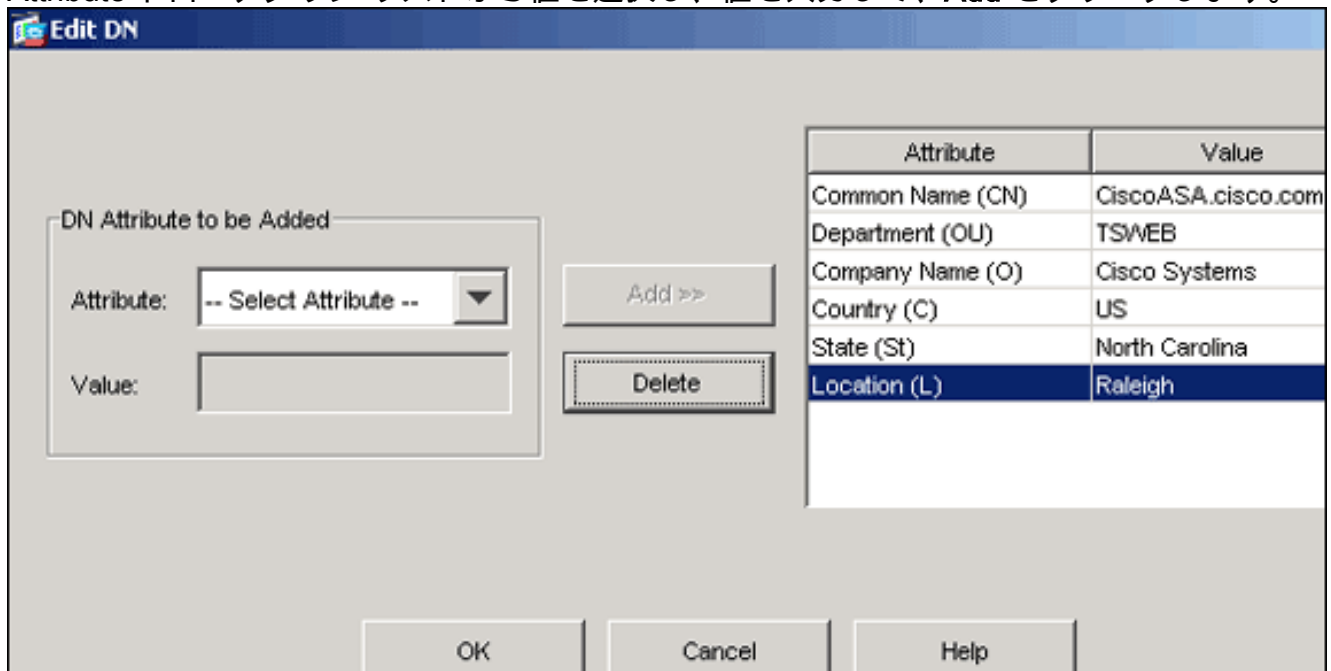 Edit DN
Attribute Value
Common Name (CN) CiscoASA.cisco.com
DN Attribute to be Added
Department (OU) TSWEB
Company Name (O) Cisco Systems
Attribute: -- Select Attribute -- Add >>
Country (C) US
State (St) North Carolina
Value: Delete
Location (L) Raleigh
OK Cancel Help